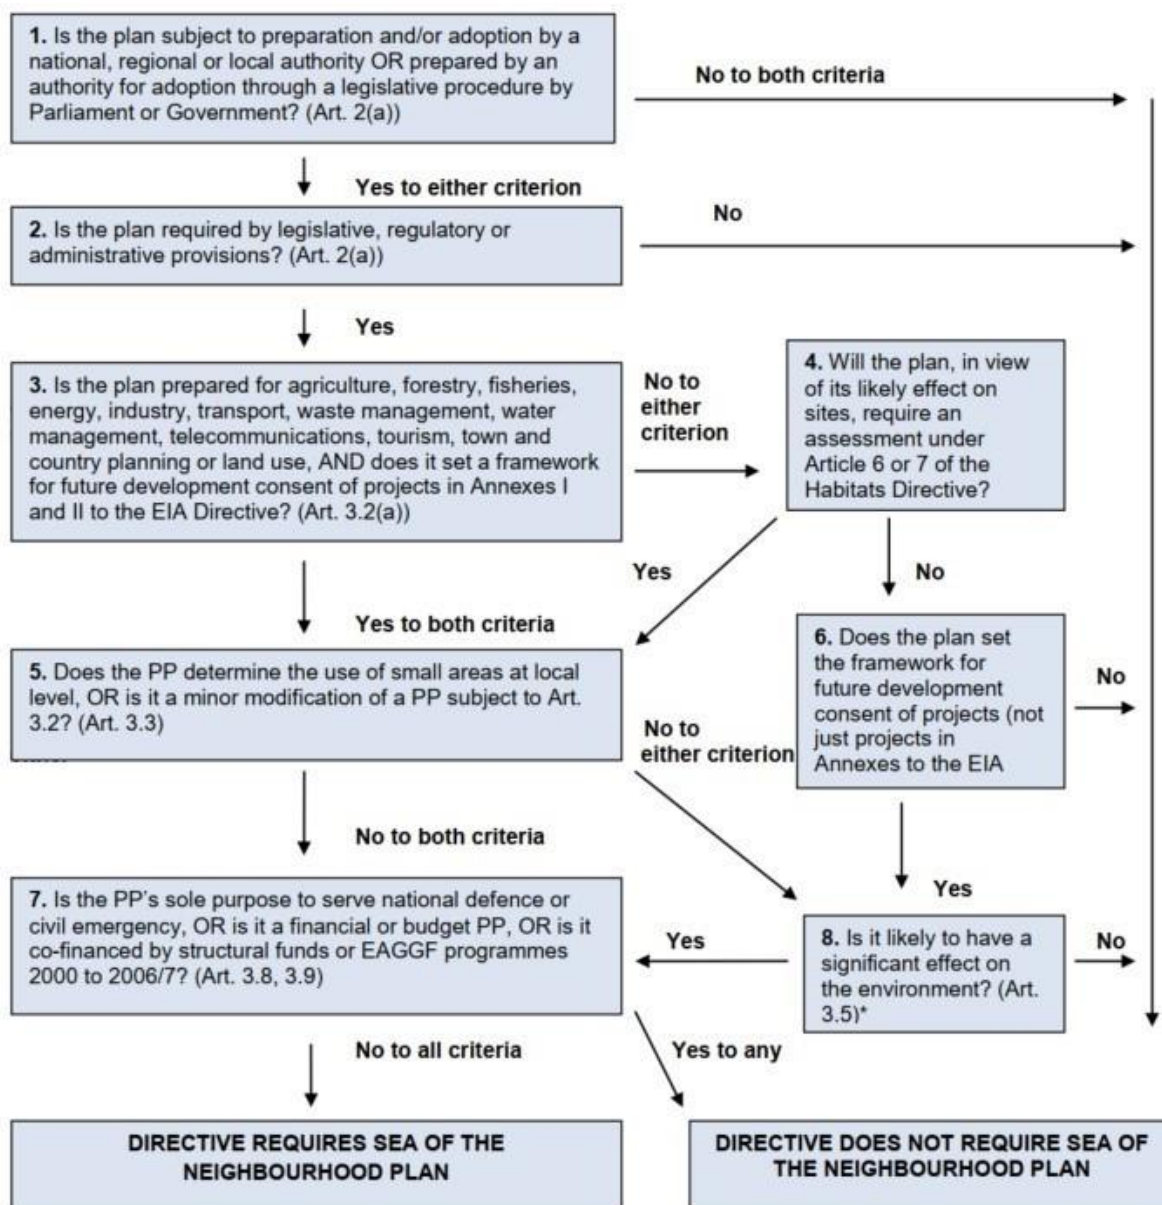 1. Is the plan subject to preparation and/or adoption by a
national, regional or local authority OR prepared by an
authority for adoption through a legislative procedure by
Parliament or Government? (Art. 2(a))
No to both criteria
Yes to either criterion
2. Is the plan required by legislative, regulatory or
administrative provisions? (Art. 2(a))
No
Yes
3. Is the plan prepared for agriculture, forestry, fisheries,
energy, industry, transport, waste management, water
management, telecommunications, tourism, town and
country planning or land use, AND does it set a framework
for future development consent of projects in Annexes I
and II to the EIA Directive? (Art. 3.2(a))
No to
either
criterion
4. Will the plan, in view
of its likely effect on
sites, require an
assessment under
Article 6 or 7 of the
Habitats Directive?
Yes
No
Yes to both criteria
5. Does the PP determine the use of small areas at local
level, OR is it a minor modification of a PP subject to Art.
3.2? (Art. 3.3)
6. Does the plan set
the framework for
future development
consent of projects (not
just projects in
Annexes to the EIA
No
No to
either criterion
No to both criteria
Yes
7. Is the PP's sole purpose to serve national defence or
civil emergency, OR is it a financial or budget PP, OR is it
co-financed by structural funds or EAGGF programmes
2000 to 2006/7? (Art. 3.8, 3.9)
Yes
8. Is it likely to have a
significant effect on
the environment? (Art.
3.5)*
No
No to all criteria
Yes to any
DIRECTIVE REQUIRES SEA OF THE
NEIGHBOURHOOD PLAN
DIRECTIVE DOES NOT REQUIRE SEA OF
THE NEIGHBOURHOOD PLAN